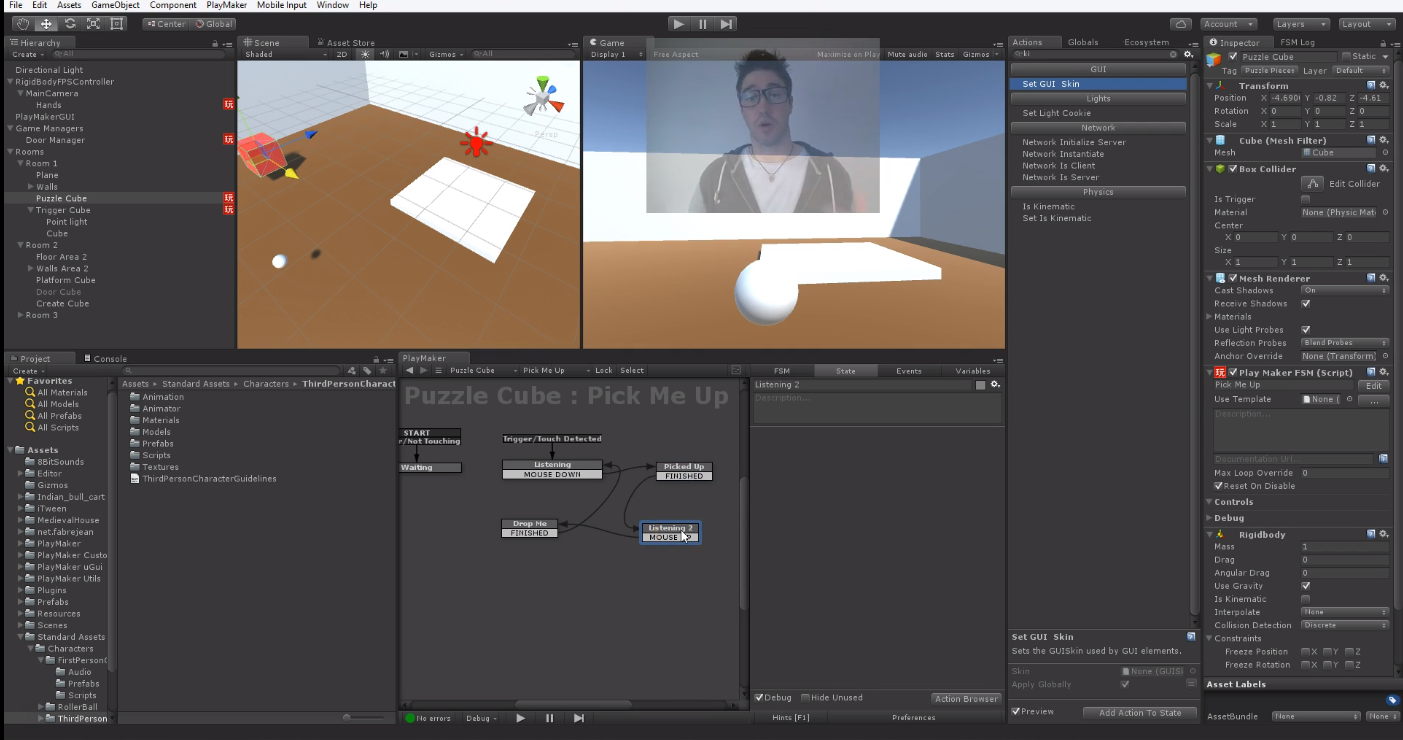 File Edit Assets GameObject Component PlayMaker Mobile Input Window Help
Center Global
Account Layers Layout
Hierarchy
Create All
Directional Light
RigidBodyFPSController
MainCamera
Hands
PlayMakerGUI
Game Managers
Door Manager
Rooms
Room 1
Plane
Walls
Puzzle Cube
Trigger Cube
Point light
Cube
Room 2
Floor Area 2
Walls Area 2
Platform Cube
Door Cube
Create Cube
Room 3
Scene Asset Store
Shaded 2D Gizmos All
Persp
Game
Display 1 Free Aspect Maximize on Play Mute audio Stats Gizmos
Actions Globals Ecosystem
ki
GUI
Set GUI Skin
Lights
Set Light Cookie
Network
Network Initialize Server
Network Instantiate
Network Is Client
Network Is Server
Physics
Is Kinematic
Set Is Kinematic
Set GUI Skin
Sets the GUISkin used by GUI elements.
Skin None (GUISI
Apply Globally
Preview Add Action To State
Inspector FSM Log
Puzzle Cube Static
Tag Puzzle Pieces Layer Default
Transform
Position X -4.690 Y -0.82 Z -4.61
Rotation X 0 Y 0 Z 0
Scale X 1 Y 1 Z 1
Cube (Mesh Filter)
Mesh Cube
Box Collider
Edit Collider
Is Trigger
Material None (Physic Mat
Center
X 0 Y 0 Z 0
Size
X 1 Y 1 Z 1
Mesh Renderer
Cast Shadows On
Receive Shadows
Materials
Use Light Probes
Reflection Probes Blend Probes
Anchor Override None (Transform)
Play Maker FSM (Script)
Pick Me Up Edit
Use Template None ( ...
Description...
Documentation Url...
Max Loop Override 0
Reset On Disable
Controls
Debug
Rigidbody
Mass 1
Drag 0
Angular Drag 0
Use Gravity
Is Kinematic
Interpolate None
Collision Detection Discrete
Constraints
Freeze Position X Y Z
Freeze Rotation X Y Z
Asset Labels
AssetBundle None None
Project Console
Create
Favorites
All Materials
All Models
All Prefabs
All Scripts
Assets
8BitSounds
Editor
Gizmos
Indian_bull_cart
iTween
MedievalHouse
net.fabrejean
PlayMaker
PlayMaker Custo
PlayMaker uGui
PlayMaker Utils
Plugins
Prefabs
Resources
Scenes
Standard Assets
Characters
FirstPersonC
Audio
Prefabs
Scripts
RollerBall
ThirdPerson
Assets Standard Assets Characters ThirdPersonCharact
Animation
Animator
Materials
Models
Prefabs
Scripts
Textures
ThirdPersonCharacterGuidelines
PlayMaker
Puzzle Cube Pick Me Up Lock Select
Puzzle Cube : Pick Me Up
START
r/Not Touching
Waiting
Trigger/Touch Detected
Listening
MOUSE DOWN
Picked Up
FINISHED
Drop Me
FINISHED
Listening 2
MOUSE UP
FSM State Events Variables
Listening 2
Description...
Debug Hide Unused Action Browser
No errors Debug Hints [F1] Preferences